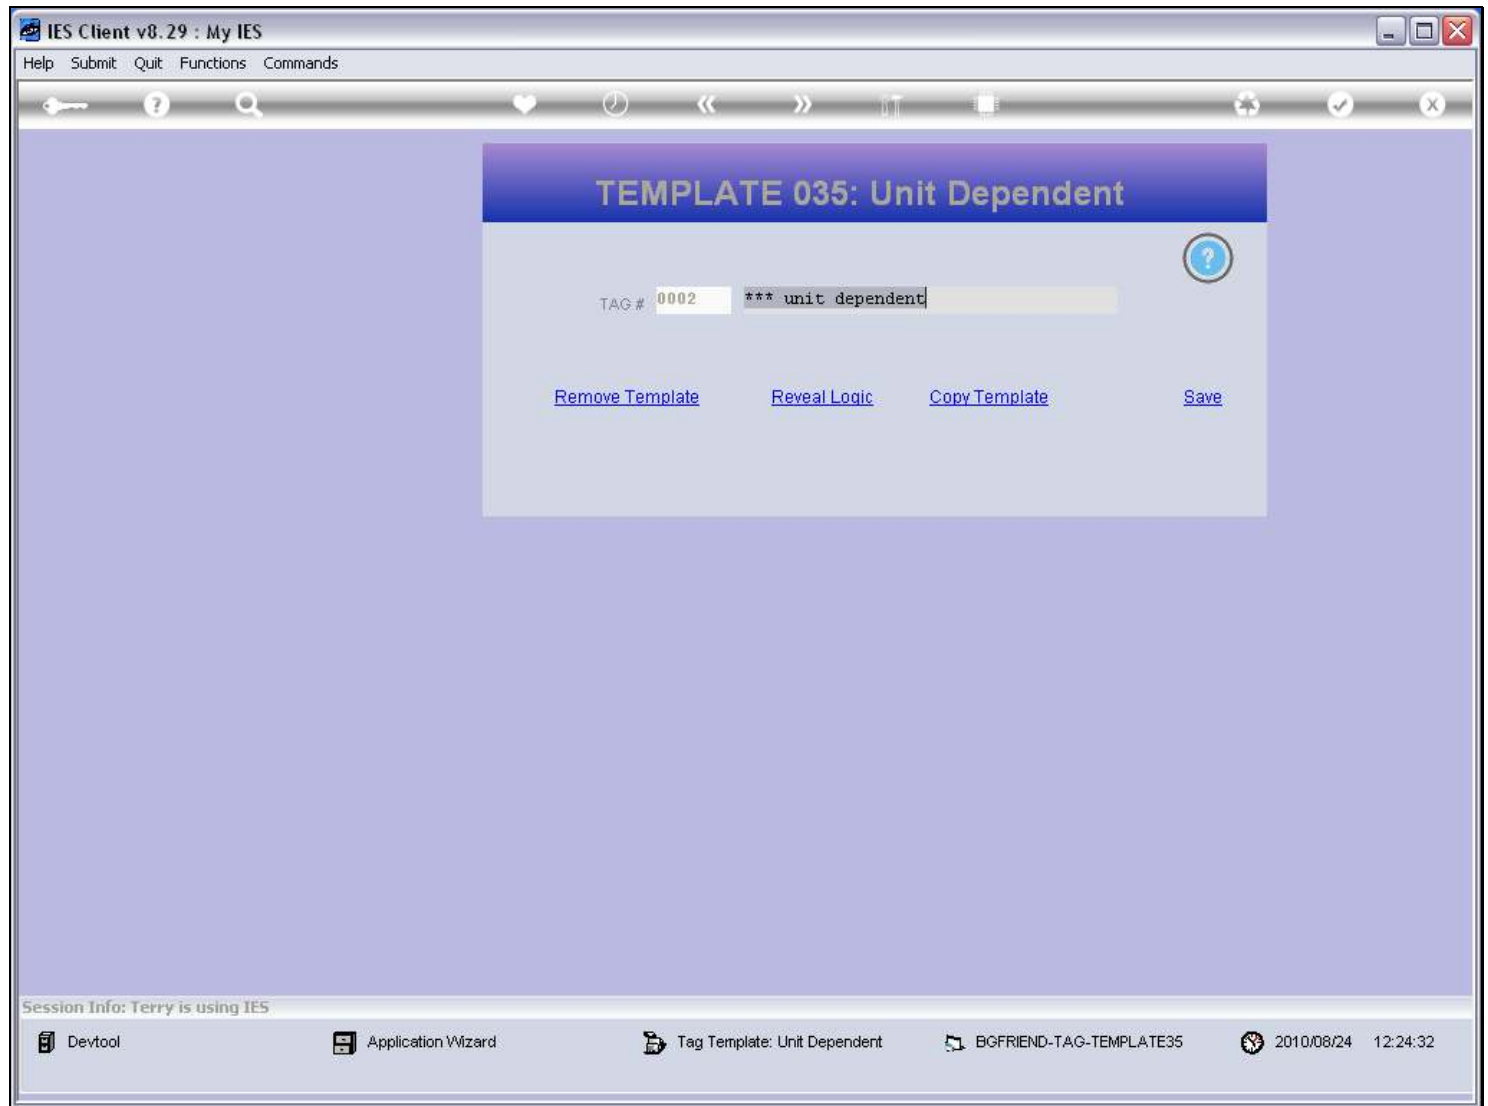 IES Client v8.29 : My IES
Help Submit Quit Functions Commands
TEMPLATE 035: Unit Dependent
TAG # 0002 *** unit dependent
Remove Template Reveal Logic Copy Template Save
Session Info: Terry is using IES
Devtool Application Wizard Tag Template: Unit Dependent BGFRIEND-TAG-TEMPLATE35 2010/08/24 12:24:32